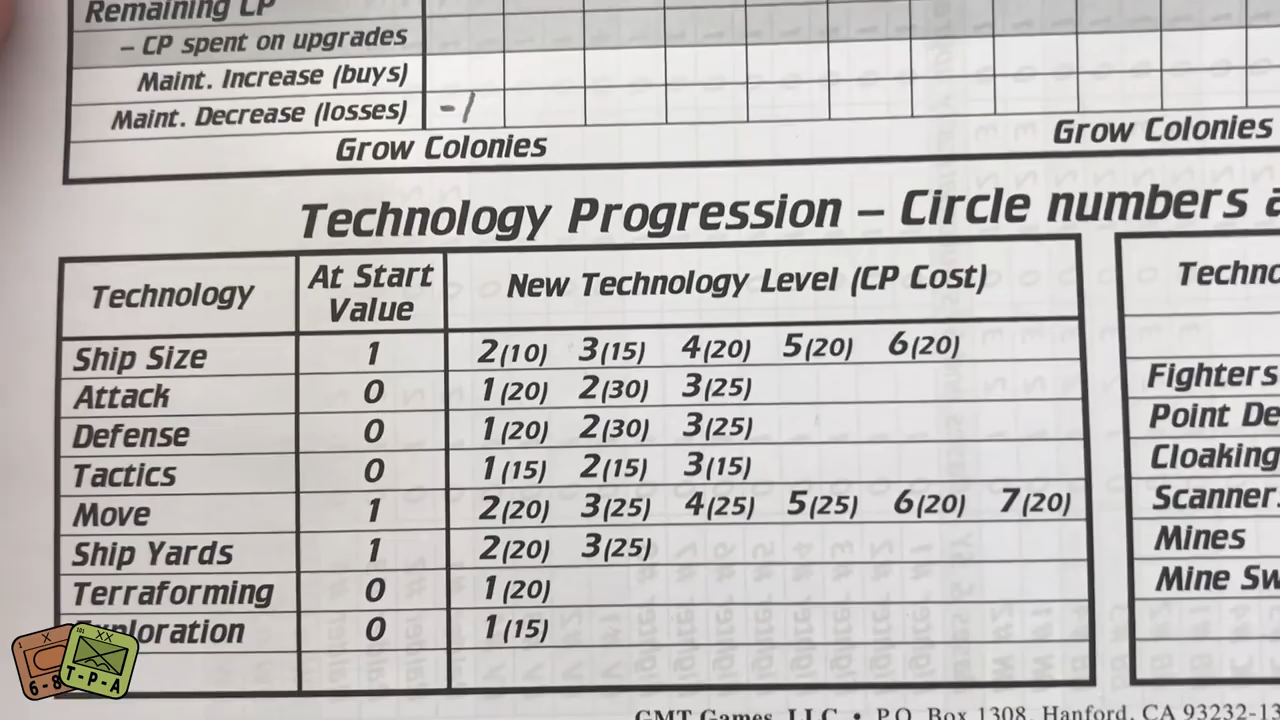 Remaining CP
– CP spent on upgrades
Maint. Increase (buys)
Maint. Decrease (losses) -1
Grow Colonies Grow Colonies
Technology Progression – Circle numbers a
Technology At Start Value New Technology Level (CP Cost)
Ship Size 1 2(10) 3(15) 4(20) 5(20) 6(20)
Attack 0 1(20) 2(30) 3(25)
Defense 0 1(20) 2(30) 3(25)
Tactics 0 1(15) 2(15) 3(15)
Move 1 2(20) 3(25) 4(25) 5(25) 6(20) 7(20)
Ship Yards 1 2(20) 3(25)
Terraforming 0 1(20)
ploration 0 1(15)
Techno
Fighters
Point De
Cloaking
Scanner
Mines
Mine Sw
GMT Games, LLC • P.O. Box 1308, Hanford, CA 93232-13
X
6-8
XX
T-P-A